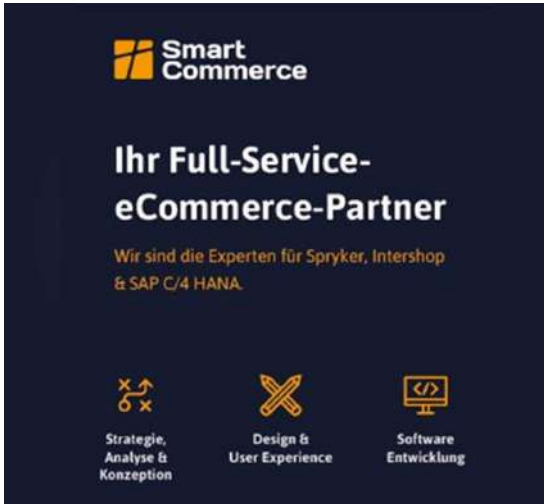 Smart
Commerce
Ihr Full-Service-
eCommerce-Partner
Wir sind die Experten für Spryker, Intershop
& SAP C/4 HANA.
</>
Strategie,
Analyse &
Konzeption
Design &
User Experience
Software
Entwicklung